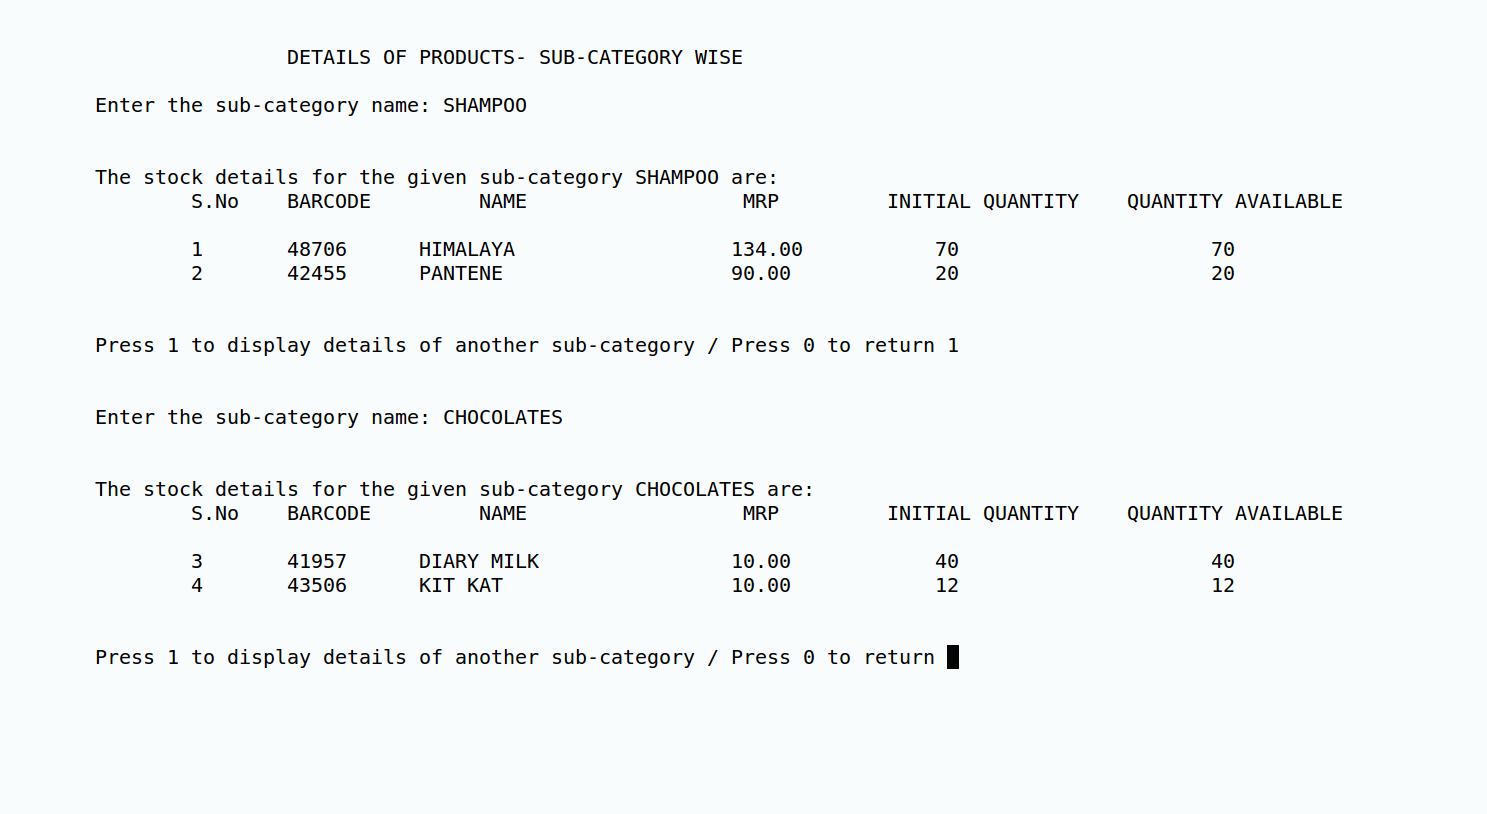 DETAILS OF PRODUCTS- SUB-CATEGORY WISE
Enter the sub-category name: SHAMPOO
The stock details for the given sub-category SHAMPOO are:
S.No BARCODE NAME MRP INITIAL QUANTITY QUANTITY AVAILABLE
1 48706 HIMALAYA 134.00 70 70
2 42455 PANTENE 90.00 20 20
Press 1 to display details of another sub-category / Press 0 to return 1
Enter the sub-category name: CHOCOLATES
The stock details for the given sub-category CHOCOLATES are:
S.No BARCODE NAME MRP INITIAL QUANTITY QUANTITY AVAILABLE
3 41957 DIARY MILK 10.00 40 40
4 43506 KIT KAT 10.00 12 12
Press 1 to display details of another sub-category / Press 0 to return